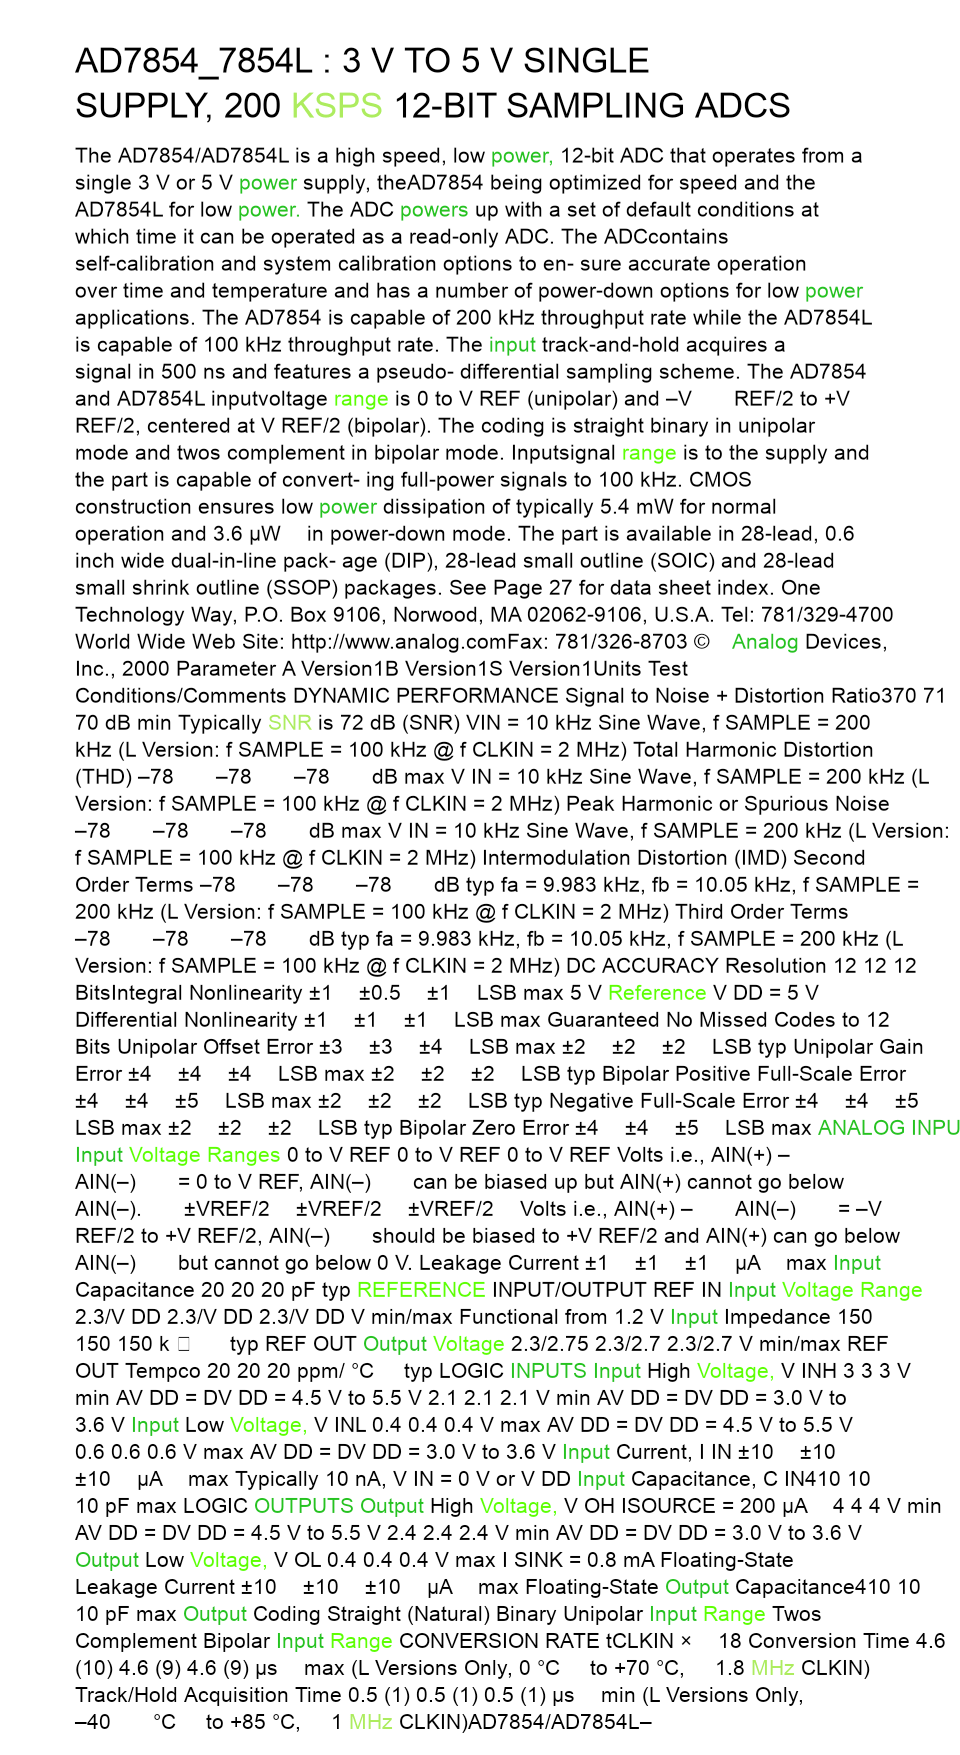 AD7854_7854L : 3 V TO 5 V SINGLE
SUPPLY, 200 KSPS 12-BIT SAMPLING ADCS
The AD7854/AD7854L is a high speed, low power, 12-bit ADC that operates from a
single 3 V or 5 V power supply, theAD7854 being optimized for speed and the
AD7854L for low power. The ADC powers up with a set of default conditions at
which time it can be operated as a read-only ADC. The ADCcontains
self-calibration and system calibration options to en- sure accurate operation
over time and temperature and has a number of power-down options for low power
applications. The AD7854 is capable of 200 kHz throughput rate while the AD7854L
is capable of 100 kHz throughput rate. The input track-and-hold acquires a
signal in 500 ns and features a pseudo- differential sampling scheme. The AD7854
and AD7854L inputvoltage range is 0 to V REF (unipolar) and –V REF/2 to +V
REF/2, centered at V REF/2 (bipolar). The coding is straight binary in unipolar
mode and twos complement in bipolar mode. Inputsignal range is to the supply and
the part is capable of convert- ing full-power signals to 100 kHz. CMOS
construction ensures low power dissipation of typically 5.4 mW for normal
operation and 3.6 µW in power-down mode. The part is available in 28-lead, 0.6
inch wide dual-in-line pack- age (DIP), 28-lead small outline (SOIC) and 28-lead
small shrink outline (SSOP) packages. See Page 27 for data sheet index. One
Technology Way, P.O. Box 9106, Norwood, MA 02062-9106, U.S.A. Tel: 781/329-4700
World Wide Web Site: http://www.analog.comFax: 781/326-8703 © Analog Devices,
Inc., 2000 Parameter A Version1B Version1S Version1Units Test
Conditions/Comments DYNAMIC PERFORMANCE Signal to Noise + Distortion Ratio370 71
70 dB min Typically SNR is 72 dB (SNR) VIN = 10 kHz Sine Wave, f SAMPLE = 200
kHz (L Version: f SAMPLE = 100 kHz @ f CLKIN = 2 MHz) Total Harmonic Distortion
(THD) –78 –78 –78 dB max V IN = 10 kHz Sine Wave, f SAMPLE = 200 kHz (L
Version: f SAMPLE = 100 kHz @ f CLKIN = 2 MHz) Peak Harmonic or Spurious Noise
–78 –78 –78 dB max V IN = 10 kHz Sine Wave, f SAMPLE = 200 kHz (L Version:
f SAMPLE = 100 kHz @ f CLKIN = 2 MHz) Intermodulation Distortion (IMD) Second
Order Terms –78 –78 –78 dB typ fa = 9.983 kHz, fb = 10.05 kHz, f SAMPLE =
200 kHz (L Version: f SAMPLE = 100 kHz @ f CLKIN = 2 MHz) Third Order Terms
–78 –78 –78 dB typ fa = 9.983 kHz, fb = 10.05 kHz, f SAMPLE = 200 kHz (L
Version: f SAMPLE = 100 kHz @ f CLKIN = 2 MHz) DC ACCURACY Resolution 12 12 12
BitsIntegral Nonlinearity ±1 ±0.5 ±1 LSB max 5 V Reference V DD = 5 V
Differential Nonlinearity ±1 ±1 ±1 LSB max Guaranteed No Missed Codes to 12
Bits Unipolar Offset Error ±3 ±3 ±4 LSB max ±2 ±2 ±2 LSB typ Unipolar Gain
Error ±4 ±4 ±4 LSB max ±2 ±2 ±2 LSB typ Bipolar Positive Full-Scale Error
±4 ±4 ±5 LSB max ±2 ±2 ±2 LSB typ Negative Full-Scale Error ±4 ±4 ±5
LSB max ±2 ±2 ±2 LSB typ Bipolar Zero Error ±4 ±4 ±5 LSB max ANALOG INPU
Input Voltage Ranges 0 to V REF 0 to V REF 0 to V REF Volts i.e., AIN(+) –
AIN(–) = 0 to V REF, AIN(–) can be biased up but AIN(+) cannot go below
AIN(–). ±VREF/2 ±VREF/2 ±VREF/2 Volts i.e., AIN(+) – AIN(–) = –V
REF/2 to +V REF/2, AIN(–) should be biased to +V REF/2 and AIN(+) can go below
AIN(–) but cannot go below 0 V. Leakage Current ±1 ±1 ±1 µA max Input
Capacitance 20 20 20 pF typ REFERENCE INPUT/OUTPUT REF IN Input Voltage Range
2.3/V DD 2.3/V DD 2.3/V DD V min/max Functional from 1.2 V Input Impedance 150
150 150 k □ typ REF OUT Output Voltage 2.3/2.75 2.3/2.7 2.3/2.7 V min/max REF
OUT Tempco 20 20 20 ppm/ °C typ LOGIC INPUTS Input High Voltage, V INH 3 3 3 V
min AV DD = DV DD = 4.5 V to 5.5 V 2.1 2.1 2.1 V min AV DD = DV DD = 3.0 V to
3.6 V Input Low Voltage, V INL 0.4 0.4 0.4 V max AV DD = DV DD = 4.5 V to 5.5 V
0.6 0.6 0.6 V max AV DD = DV DD = 3.0 V to 3.6 V Input Current, I IN ±10 ±10
±10 µA max Typically 10 nA, V IN = 0 V or V DD Input Capacitance, C IN410 10
10 pF max LOGIC OUTPUTS Output High Voltage, V OH ISOURCE = 200 µA 4 4 4 V min
AV DD = DV DD = 4.5 V to 5.5 V 2.4 2.4 2.4 V min AV DD = DV DD = 3.0 V to 3.6 V
Output Low Voltage, V OL 0.4 0.4 0.4 V max I SINK = 0.8 mA Floating-State
Leakage Current ±10 ±10 ±10 µA max Floating-State Output Capacitance410 10
10 pF max Output Coding Straight (Natural) Binary Unipolar Input Range Twos
Complement Bipolar Input Range CONVERSION RATE tCLKIN × 18 Conversion Time 4.6
(10) 4.6 (9) 4.6 (9) µs max (L Versions Only, 0 °C to +70 °C, 1.8 MHz CLKIN)
Track/Hold Acquisition Time 0.5 (1) 0.5 (1) 0.5 (1) µs min (L Versions Only,
–40 °C to +85 °C, 1 MHz CLKIN)AD7854/AD7854L–